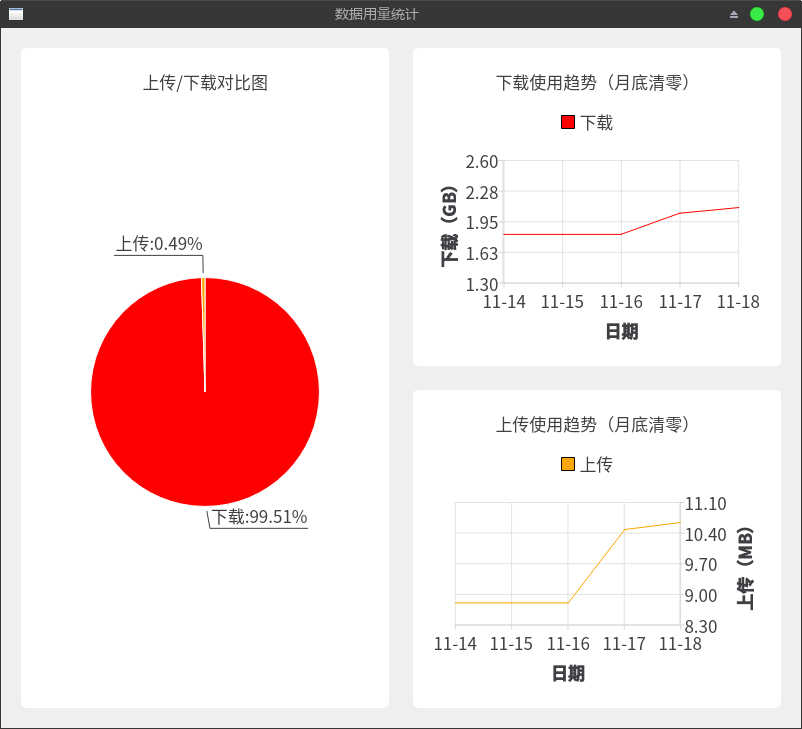 数据用量统计
上传/下载对比图
上传:0.49%
下载:99.51%
下载使用趋势（月底清零）
下载
下载（GB）
2.60
2.28
1.95
1.63
1.30
11-14 11-15 11-16 11-17 11-18
日期
上传使用趋势（月底清零）
上传
11.10
10.40
9.70
9.00
8.30
上传（MB）
11-14 11-15 11-16 11-17 11-18
日期